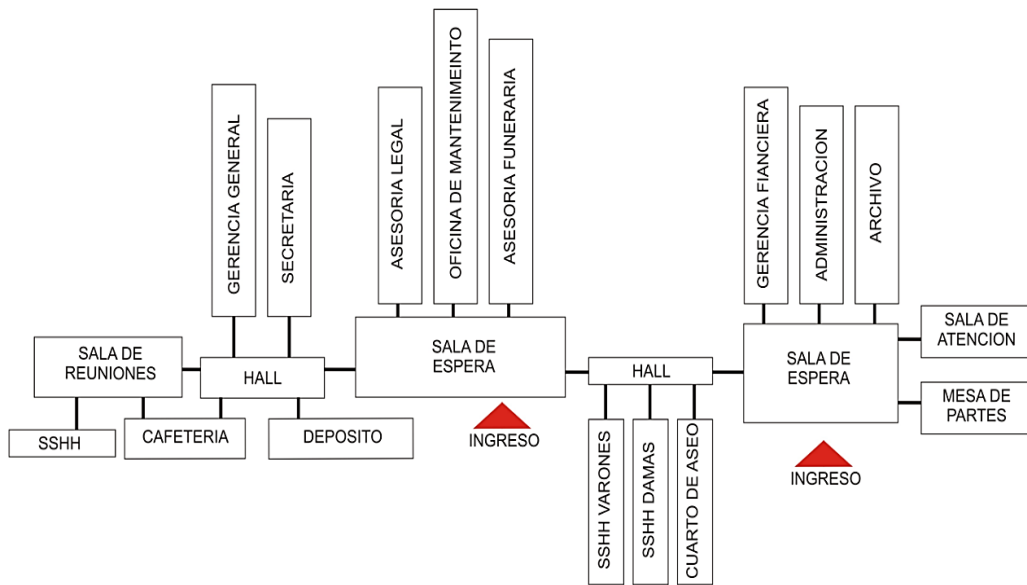 GERENCIA GENERAL
SECRETARIA
ASESORIA LEGAL
OFICINA DE MANTENIMEINTO
ASESORIA FUNERARIA
GERENCIA FIANCIERA
ADMINISTRACION
ARCHIVO
SALA DE
REUNIONES
HALL
SALA DE
ESPERA
HALL
SALA DE
ESPERA
SALA DE
ATENCION
MESA DE
PARTES
SSHH
CAFETERIA
DEPOSITO
INGRESO
SSHH VARONES
SSHH DAMAS
CUARTO DE ASEO
INGRESO